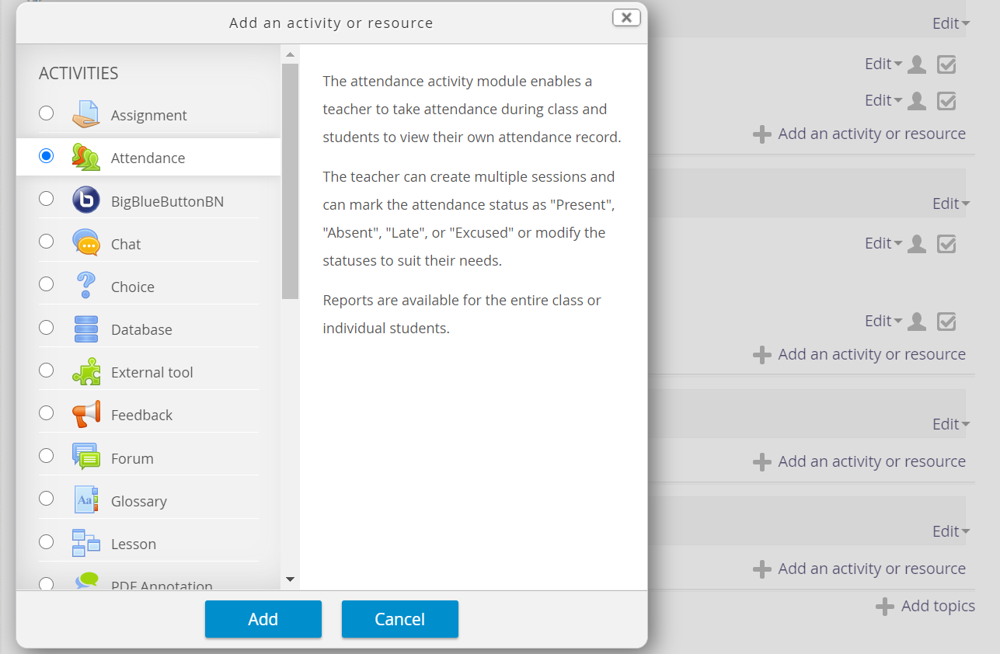 Add an activity or resource
ACTIVITIES
Assignment
Attendance
BigBlueButtonBN
Chat
Choice
Database
External tool
Feedback
Forum
Aa
Glossary
Lesson
PDF Annotation
The attendance activity module enables a
teacher to take attendance during class and
students to view their own attendance record.
The teacher can create multiple sessions and
can mark the attendance status as "Present",
"Absent", "Late", or "Excused" or modify the
statuses to suit their needs.
Reports are available for the entire class or
individual students.
Add
Cancel
Edit
Edit
Edit
Add an activity or resource
Edit
Edit
Edit
Add an activity or resource
Edit
Add an activity or resource
Edit
Add an activity or resource
Add topics